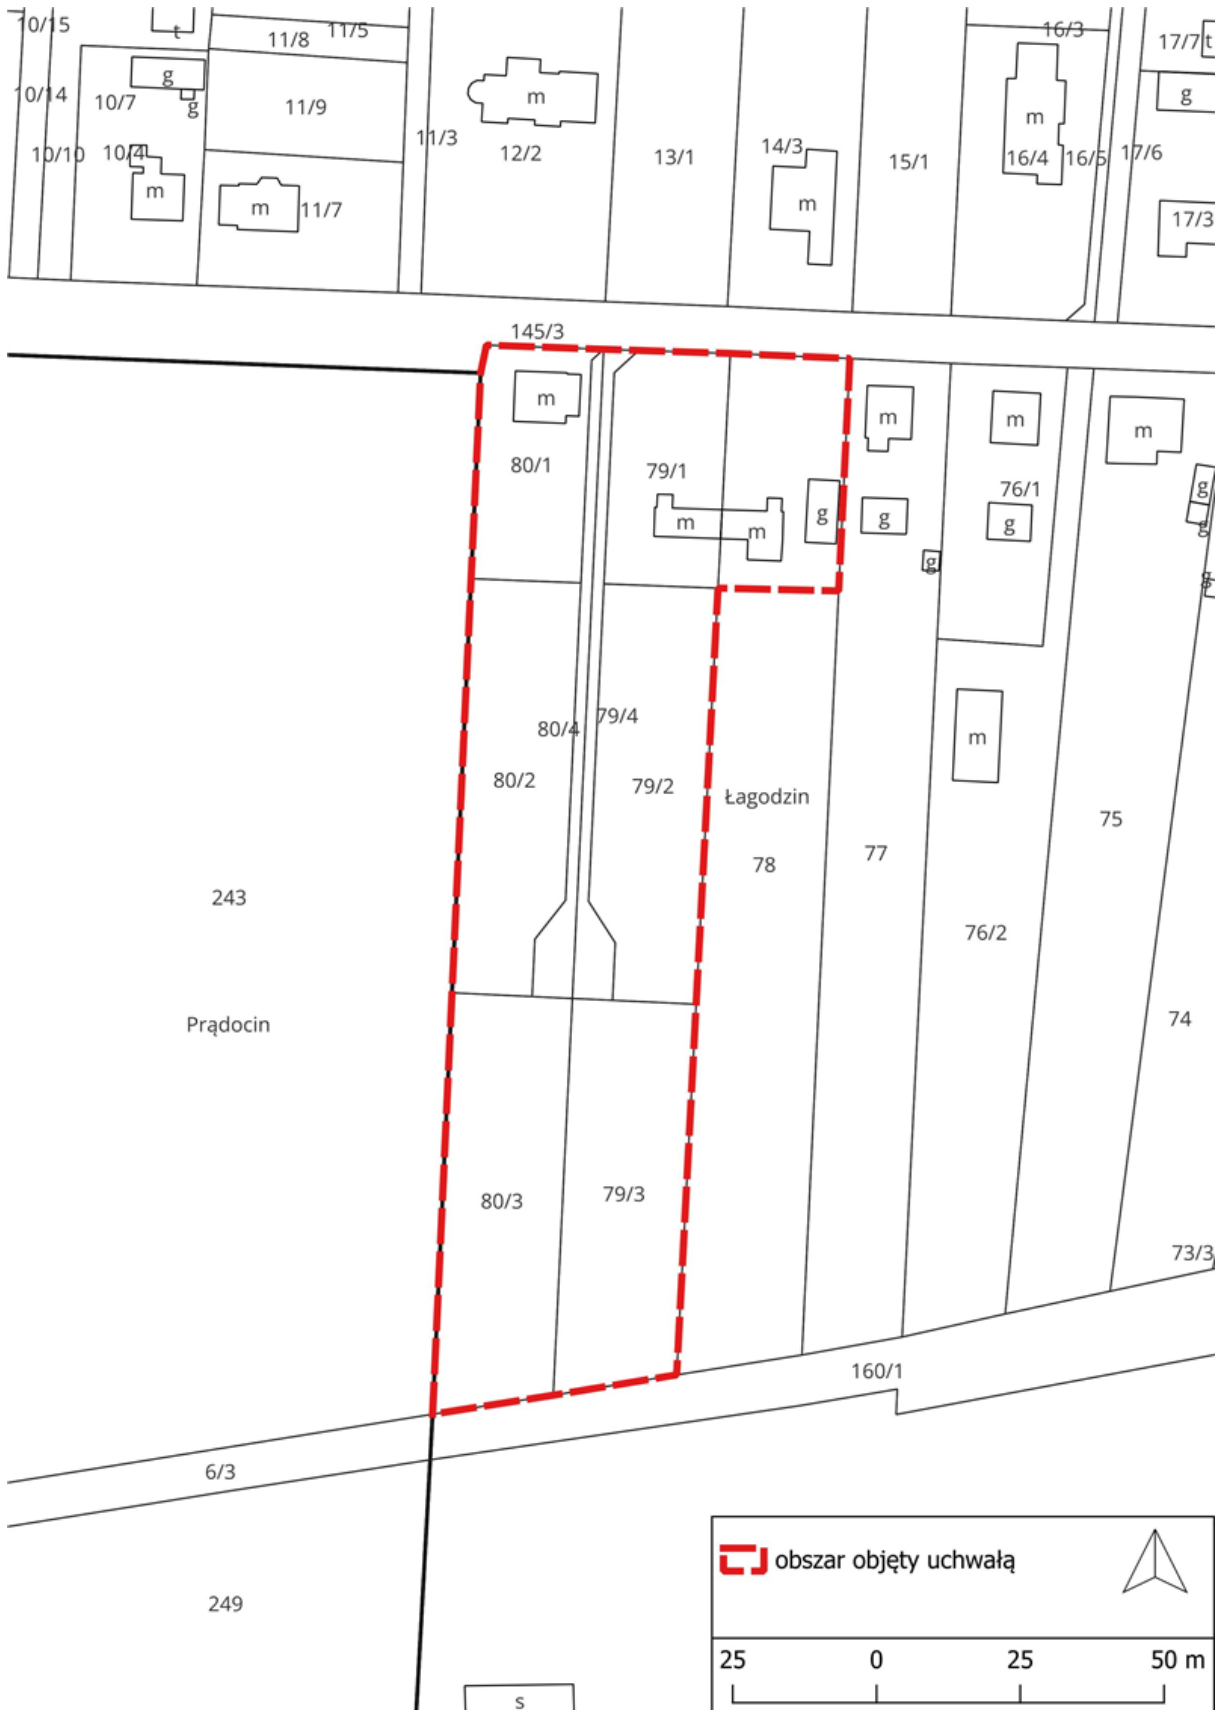 10/15
t
11/5
11/8
16/3
17/7
t
g
10/14
10/7
g
11/9
m
m
g
11/3
12/2
13/1
14/3
15/1
16/4
16/5
17/6
10/10
10/4
m
m
11/7
m
17/3
145/3
m
m
m
m
80/1
79/1
76/1
g
m
m
g
g
g
g
g
g
g
80/4
79/4
m
80/2
79/2
Łagodzin
78
77
75
243
76/2
Prądocin
74
80/3
79/3
73/3
160/1
6/3
249
s
obszar objęty uchwałą
25 0 25 50 m